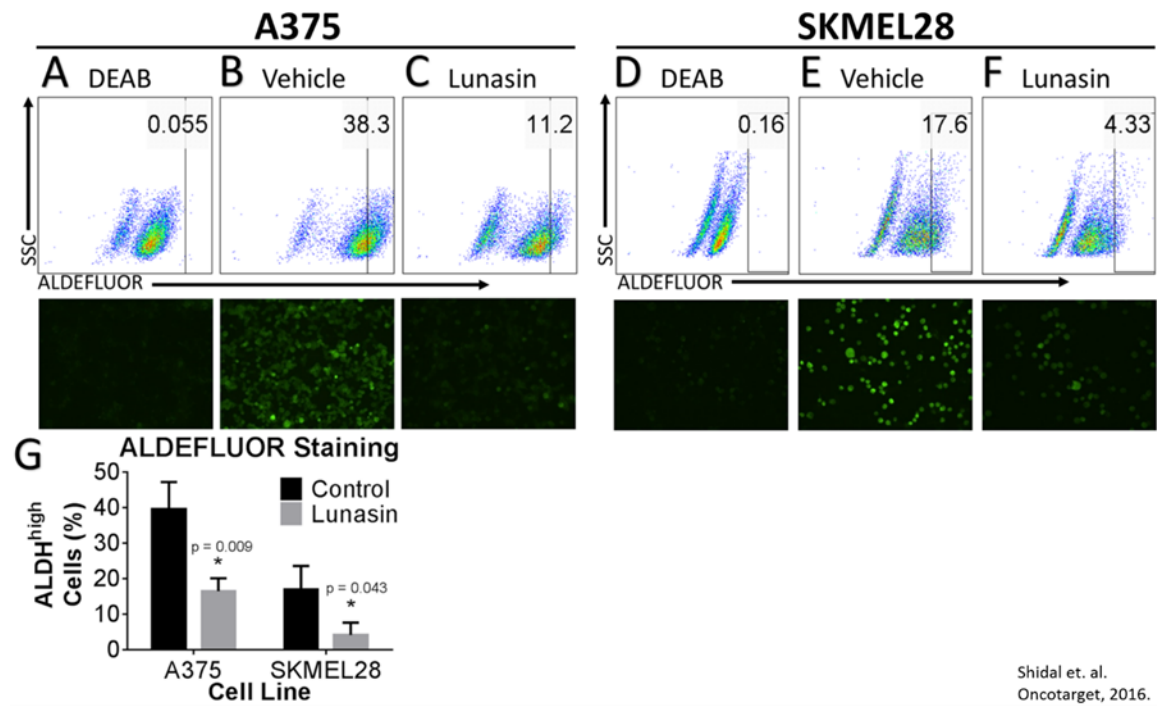 A375
SKMEL28
A DEAB
B Vehicle
C Lunasin
D DEAB
E Vehicle
F Lunasin
0.055
38.3
11.2
0.16
17.6
4.33
SSC
SSC
ALDEFLUOR
ALDEFLUOR
G
ALDEFLUOR Staining
50
40
30
20
10
0
ALDHhigh
Cells (%)
Control
Lunasin
p = 0.009
*
p = 0.043
*
A375
SKMEL28
Cell Line
Shidal et. al.
Oncotarget, 2016.